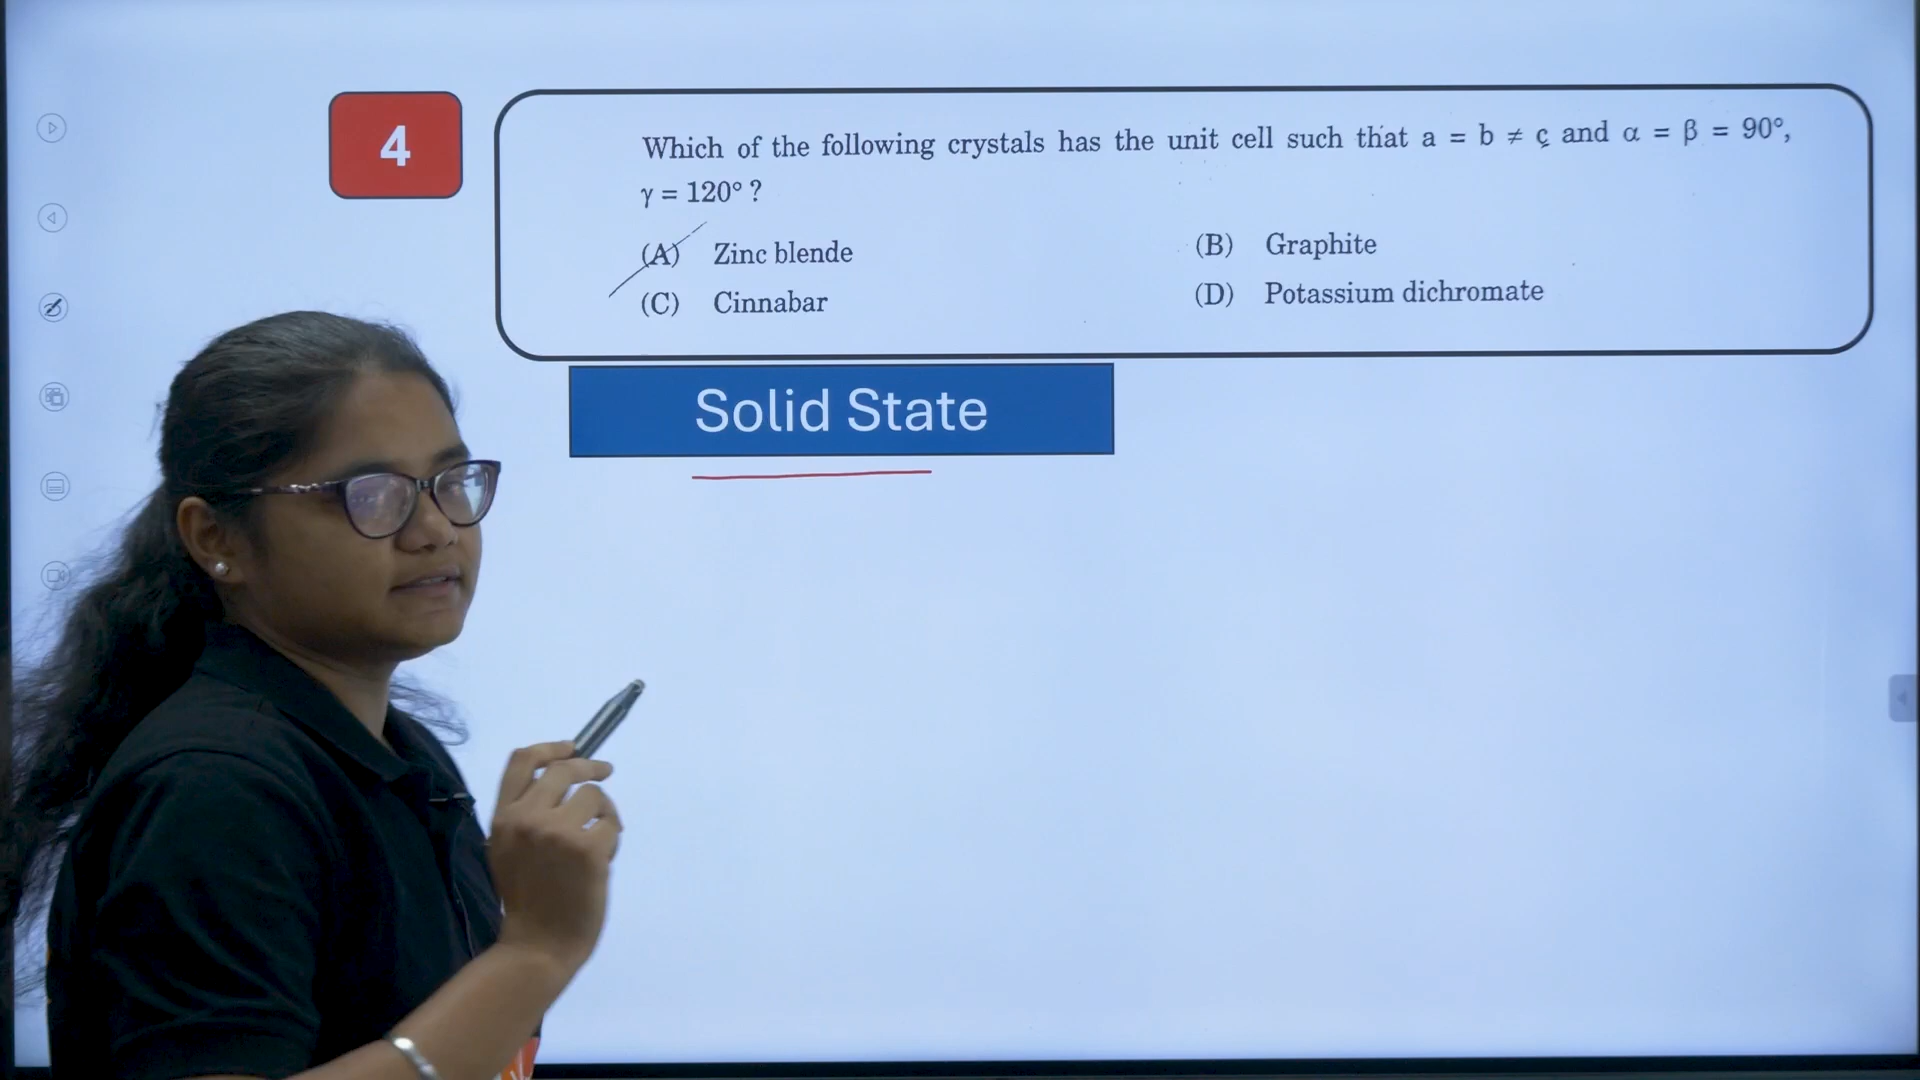 4
Which of the following crystals has the unit cell such that a = b ≠ c and α = β = 90°,
γ = 120° ?
(A) Zinc blende
(B) Graphite
(C) Cinnabar
(D) Potassium dichromate
Solid State